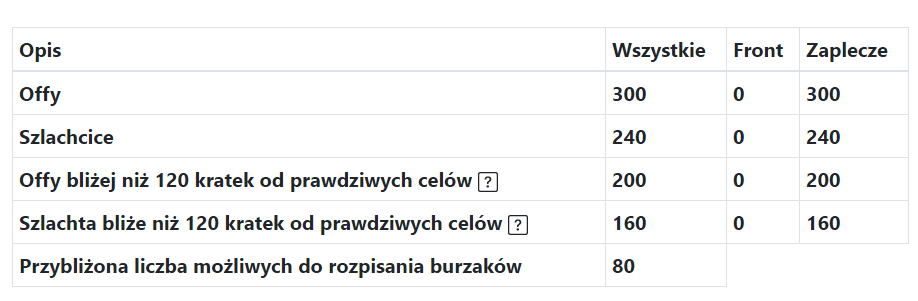 Opis Wszystkie Front Zaplecze
Offy 300 0 300
Szlachcice 240 0 240
Offy bliżej niż 120 kratek od prawdziwych celów ? 200 0 200
Szlachta bliże niż 120 kratek od prawdziwych celów ? 160 0 160
Przybliżona liczba możliwych do rozpisania burzaków 80